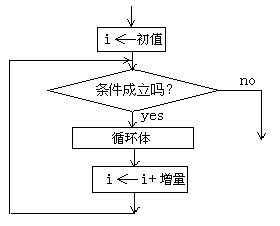 i ← 初值
条件成立吗?
no
yes
循环体
i ← i+增量